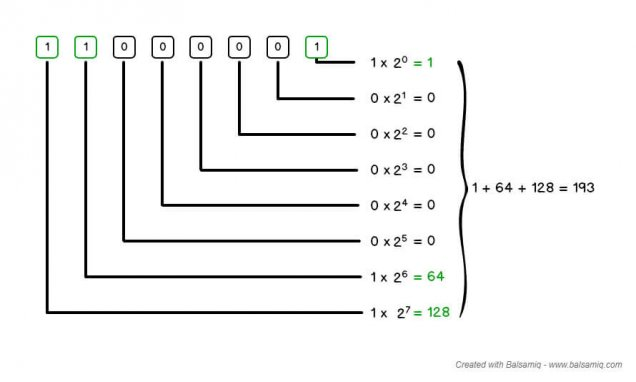 1 1 0 0 0 0 0 1
1 x 2⁰ = 1
0 x 2¹ = 0
0 x 2² = 0
0 x 2³ = 0
1 + 64 + 128 = 193
0 x 2⁴ = 0
0 x 2⁵ = 0
1 x 2⁶ = 64
1 x 2⁷ = 128
Created with Balsamiq - www.balsamiq.com